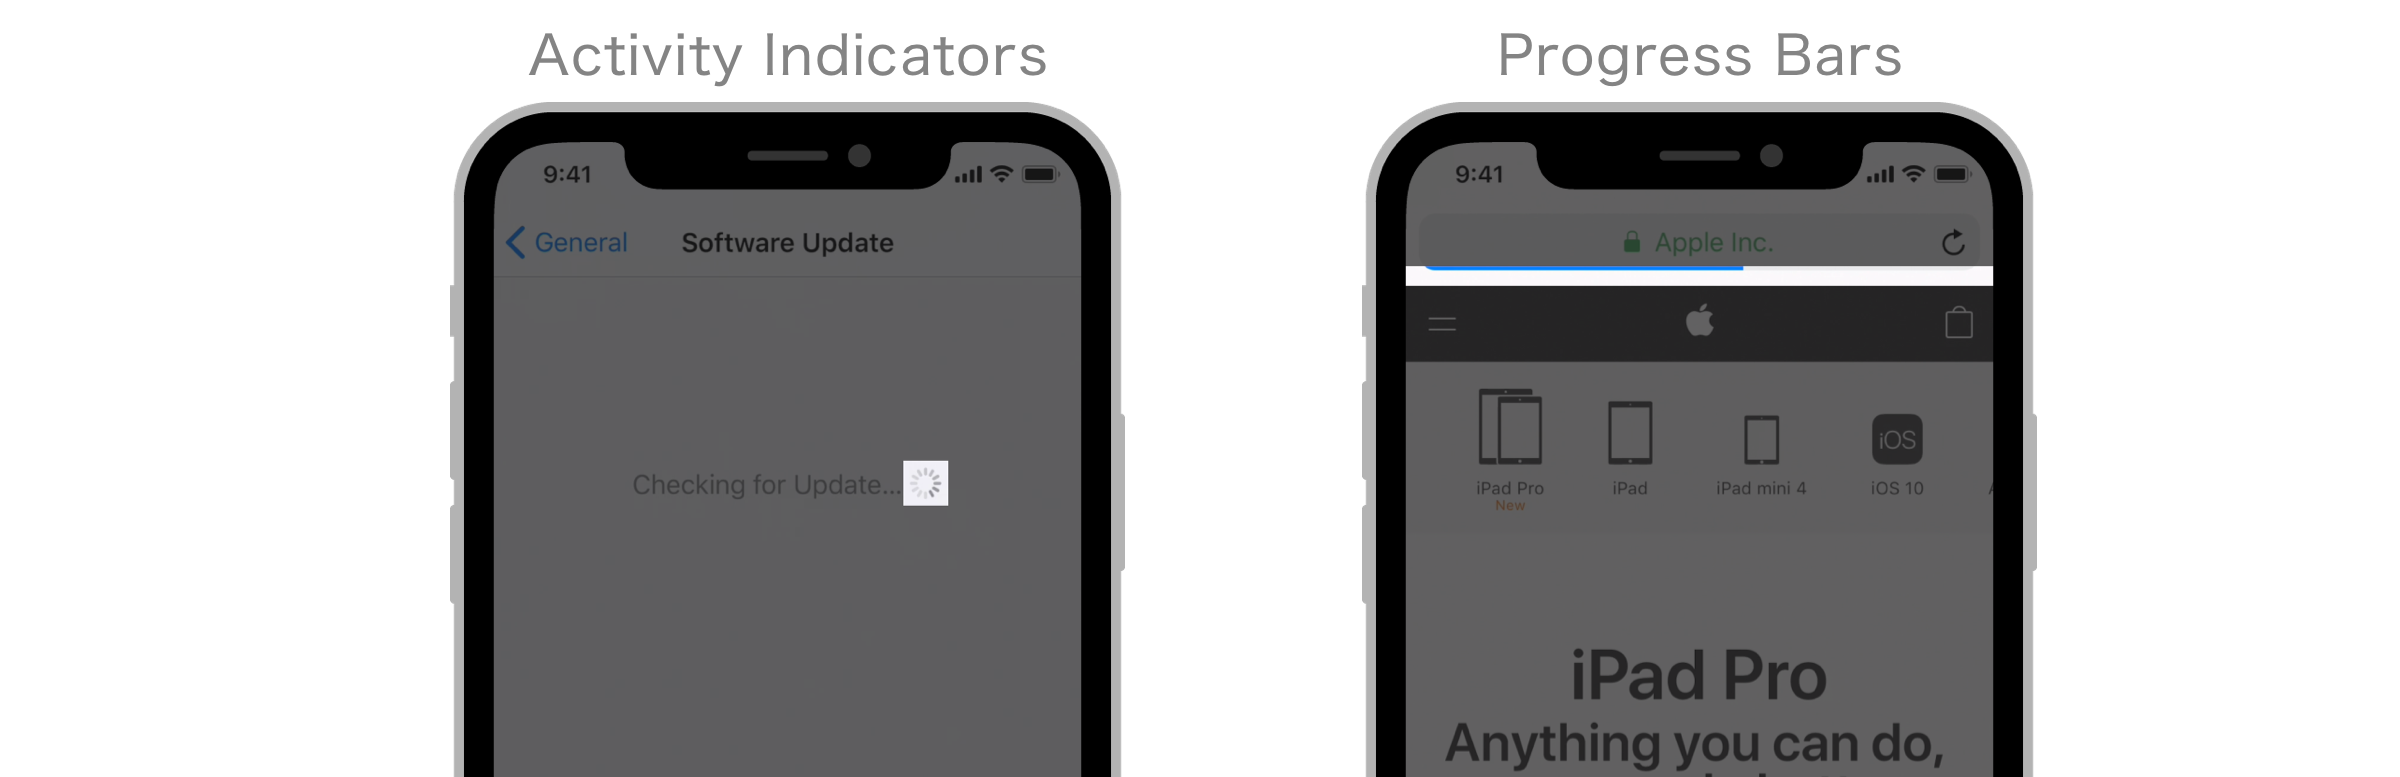 Activity Indicators
9:41
General
Software Update
Checking for Update...
Progress Bars
9:41
Apple Inc.
iPad Pro
New
iPad
iPad mini 4
iOS
iOS 10
iPad Pro
Anything you can do,